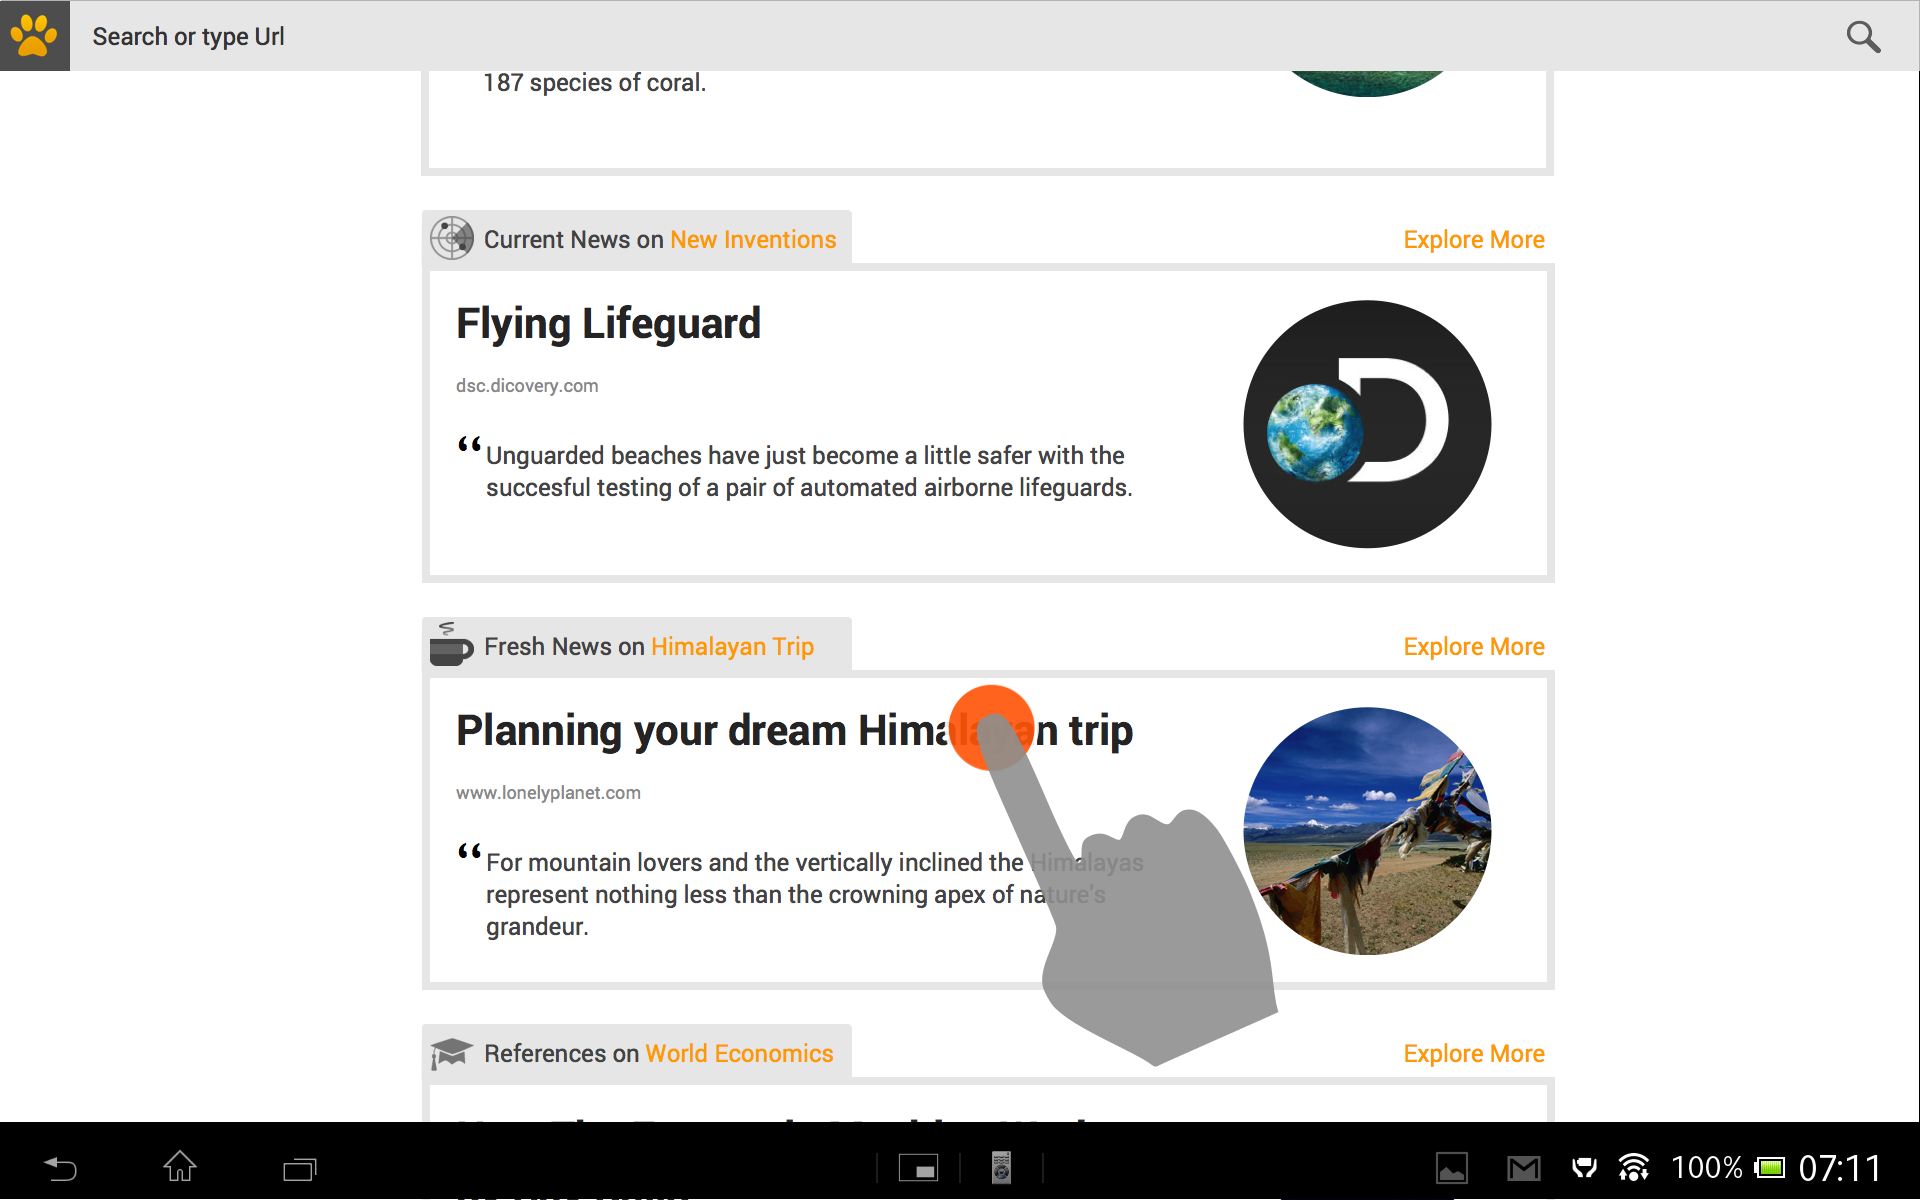 Search or type Url
187 species of coral.
Current News on New Inventions
Explore More
Flying Lifeguard
dsc.dicovery.com
“ Unguarded beaches have just become a little safer with the
succesful testing of a pair of automated airborne lifeguards.
Fresh News on Himalayan Trip
Explore More
Planning your dream Himalayan trip
www.lonelyplanet.com
“ For mountain lovers and the vertically inclined the Himalayas
represent nothing less than the crowning apex of nature's
grandeur.
References on World Economics
Explore More
100%
07:11